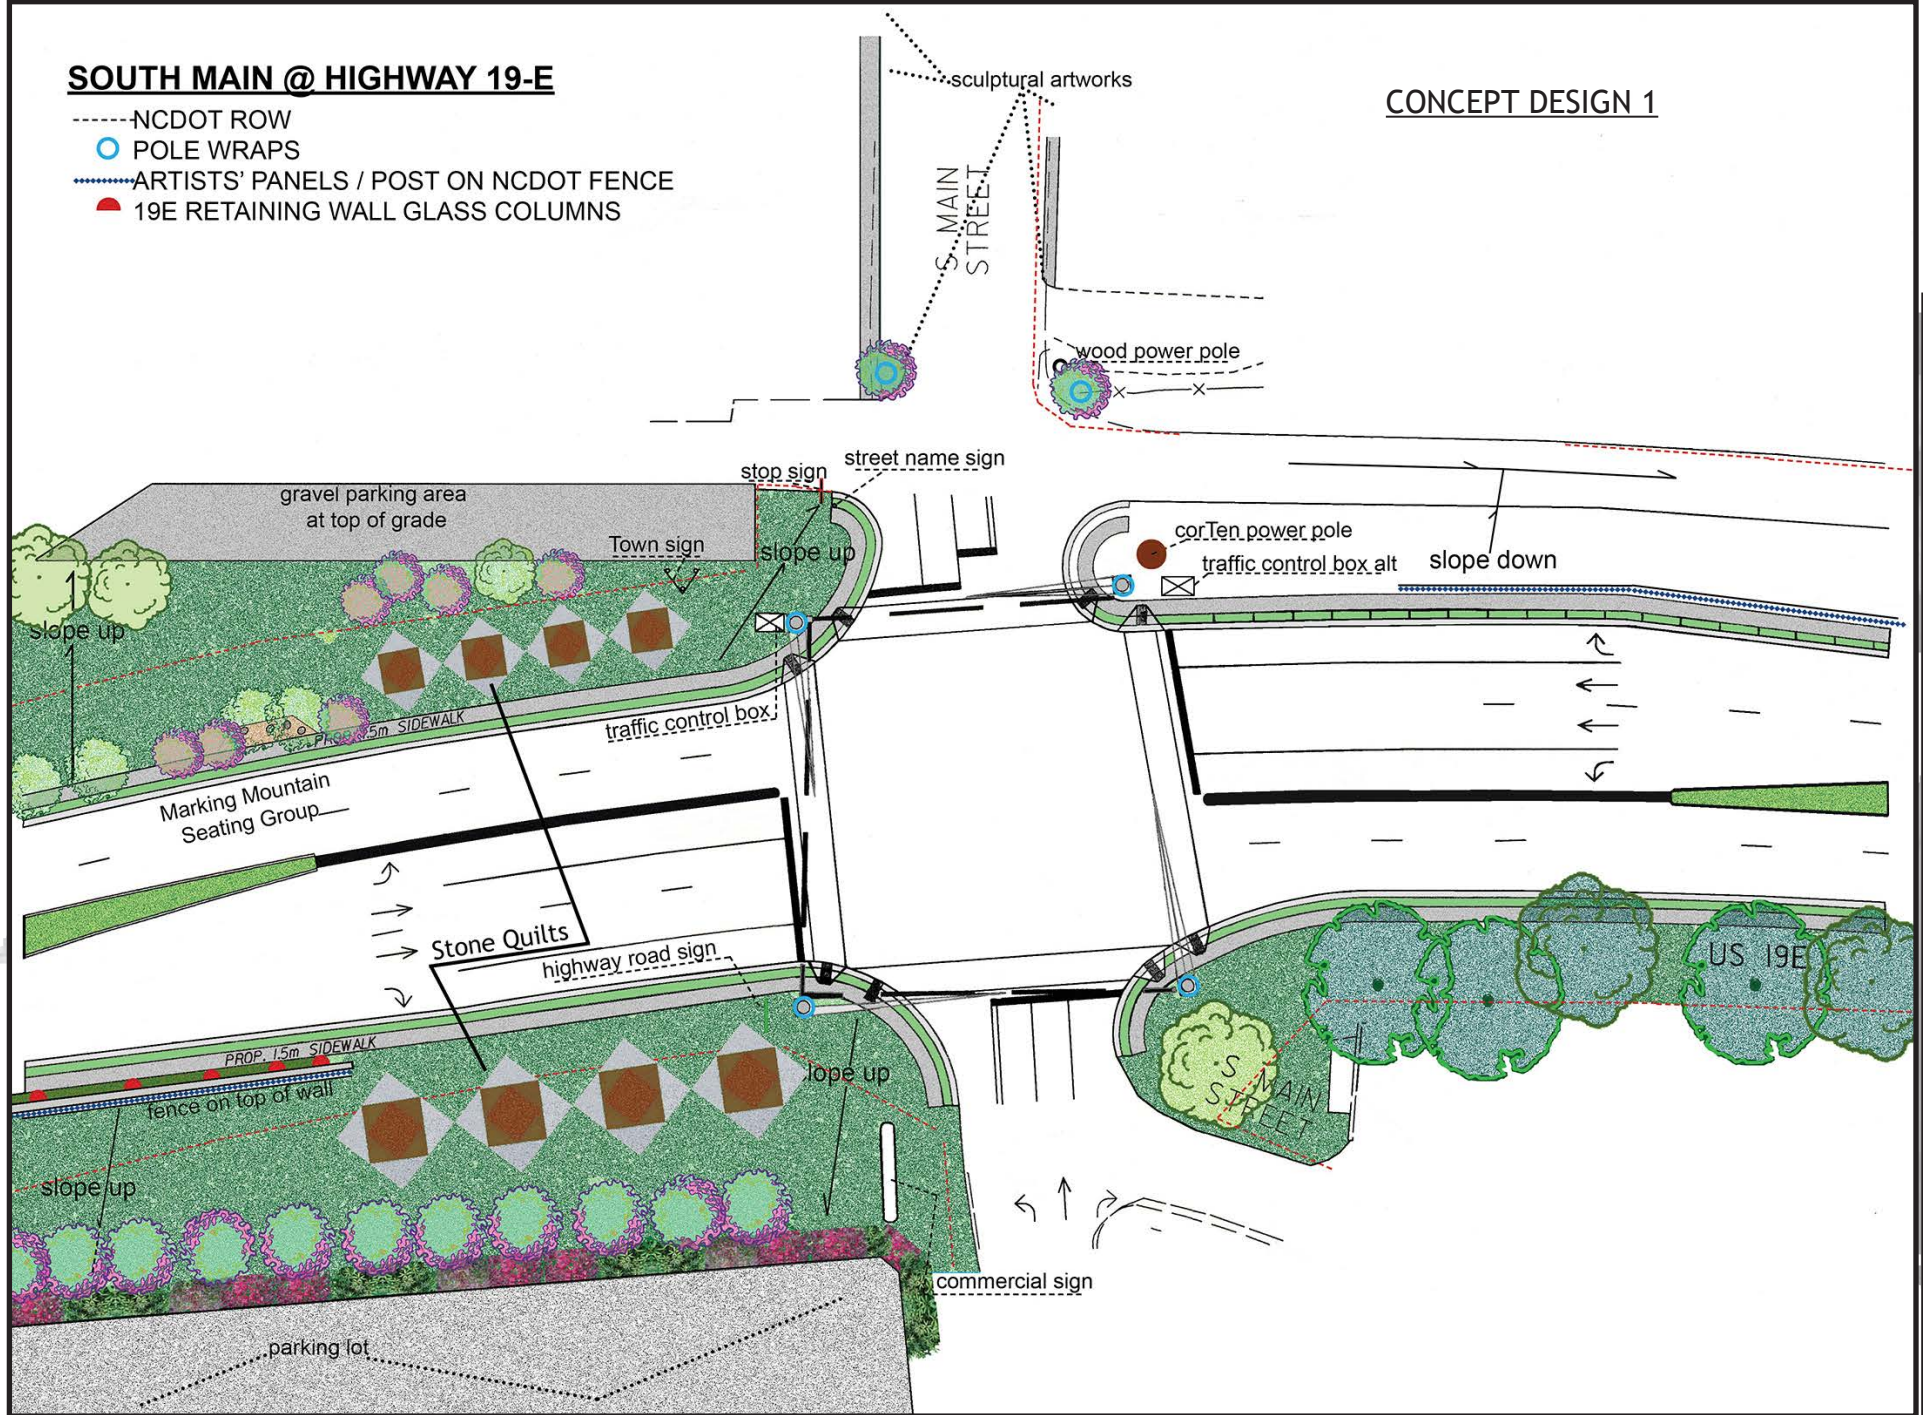 SOUTH MAIN @ HIGHWAY 19-E
NCDOT ROW
POLE WRAPS
ARTISTS' PANELS / POST ON NCDOT FENCE
19E RETAINING WALL GLASS COLUMNS
CONCEPT DESIGN 1
sculptural artworks
S MAIN
STREET
wood power pole
stop sign
street name sign
gravel parking area
at top of grade
Town sign
slope up
corTen power pole
traffic control box alt
slope down
slope up
traffic control box
PROP. 1.5m SIDEWALK
Marking Mountain
Seating Group
Stone Quilts
highway road sign
US 19E
PROP. 1.5m SIDEWALK
fence on top of wall
lope up
S MAIN
STREET
slope up
commercial sign
parking lot